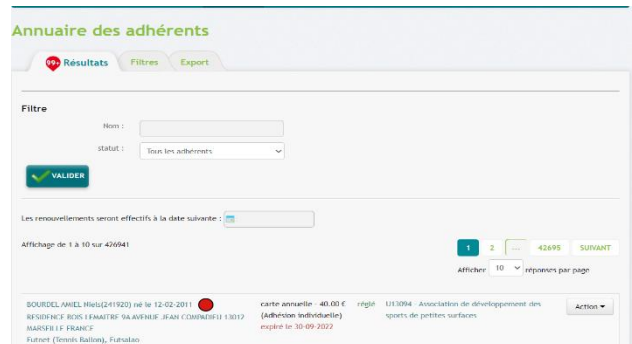 Annuaire des adhérents
99+ Résultats Filtres Export
Filtre
Nom :
statut : Tous les adhérents
VALIDER
Les renouvellements seront effectifs à la date suivante :
Affichage de 1 à 10 sur 426941
1 2 ... 42695 SUIVANT
Afficher 10 réponses par page
BOURDEL AMIEL Niels(241920) né le 12-02-2011 carte annuelle - 40.00 € réglé U13094 - Association de développement des Action
RESIDENCE BOIS LEMAITRE 9A AVENUE JEAN COMPADIEU 13012 (Adhésion individuelle) sports de petites surfaces
MARSEILLE FRANCE expiré le 30-09-2022
Futnet (Tennis Ballon), Futsalao